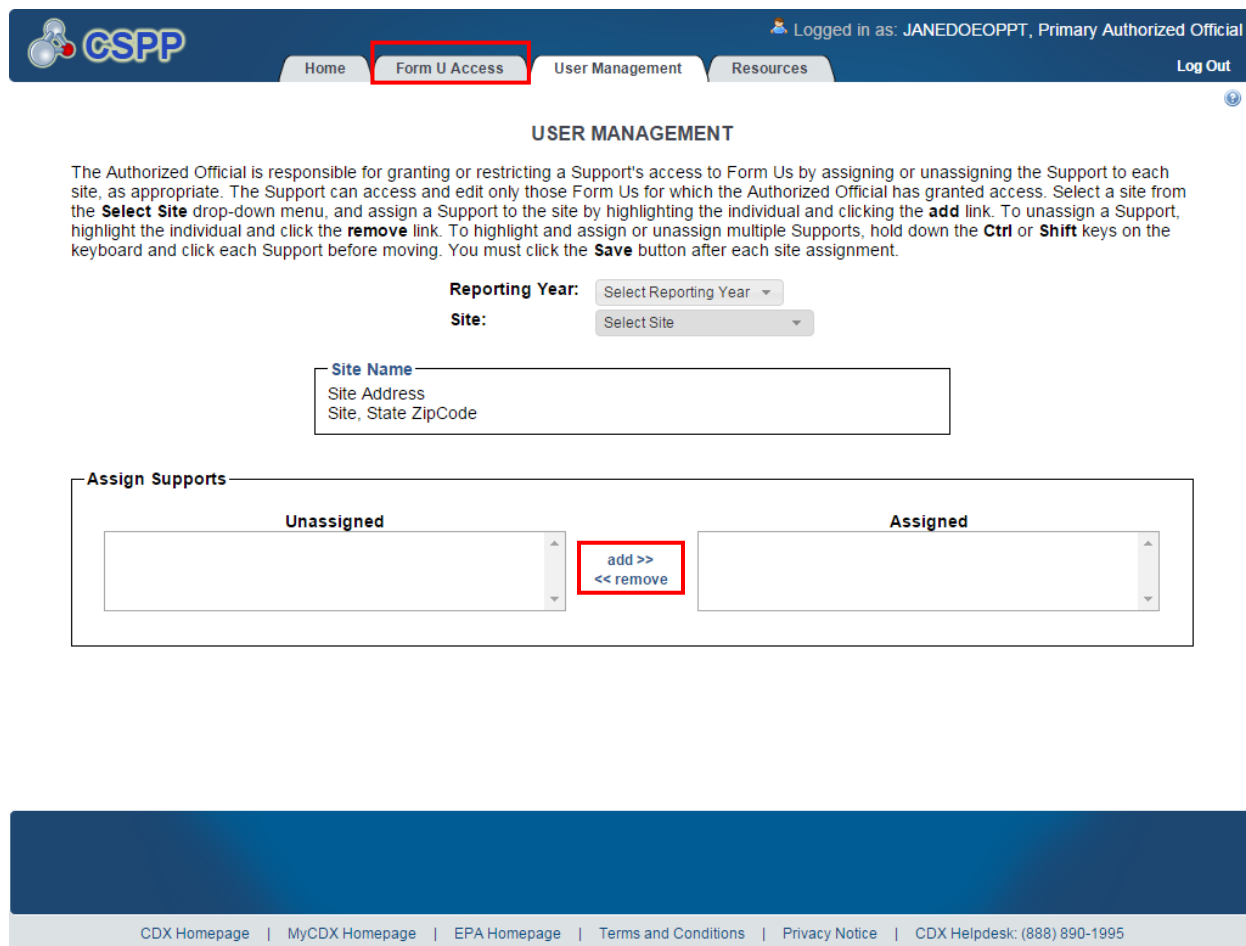 CSPP
Logged in as: JANEDOEOPPT, Primary Authorized Official
Home Form U Access User Management Resources Log Out
USER MANAGEMENT
The Authorized Official is responsible for granting or restricting a Support's access to Form Us by assigning or unassigning the Support to each
site, as appropriate. The Support can access and edit only those Form Us for which the Authorized Official has granted access. Select a site from
the Select Site drop-down menu, and assign a Support to the site by highlighting the individual and clicking the add link. To unassign a Support,
highlight the individual and click the remove link. To highlight and assign or unassign multiple Supports, hold down the Ctrl or Shift keys on the
keyboard and click each Support before moving. You must click the Save button after each site assignment.
Reporting Year: Select Reporting Year
Site: Select Site
Site Name
Site Address
Site, State ZipCode
Assign Supports
Unassigned Assigned
add >>
<< remove
CDX Homepage | MyCDX Homepage | EPA Homepage | Terms and Conditions | Privacy Notice | CDX Helpdesk: (888) 890-1995